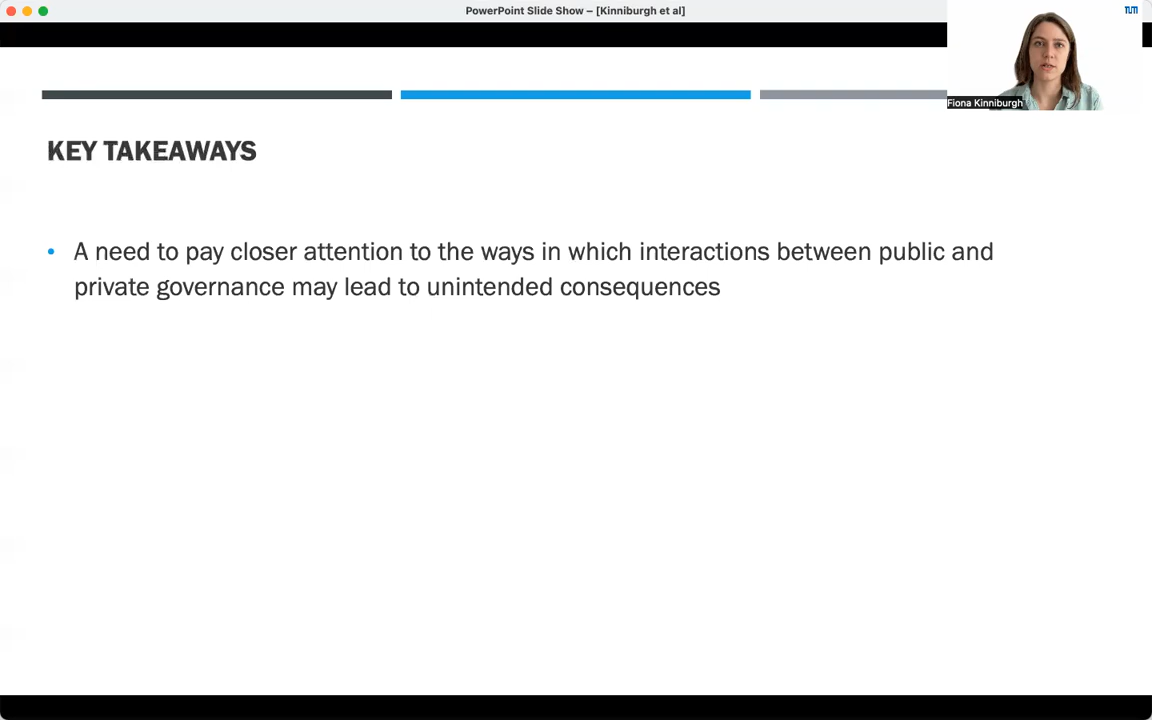 PowerPoint Slide Show – [Kinniburgh et al]
TUM
Fiona Kinniburgh
KEY TAKEAWAYS
• A need to pay closer attention to the ways in which interactions between public and
private governance may lead to unintended consequences